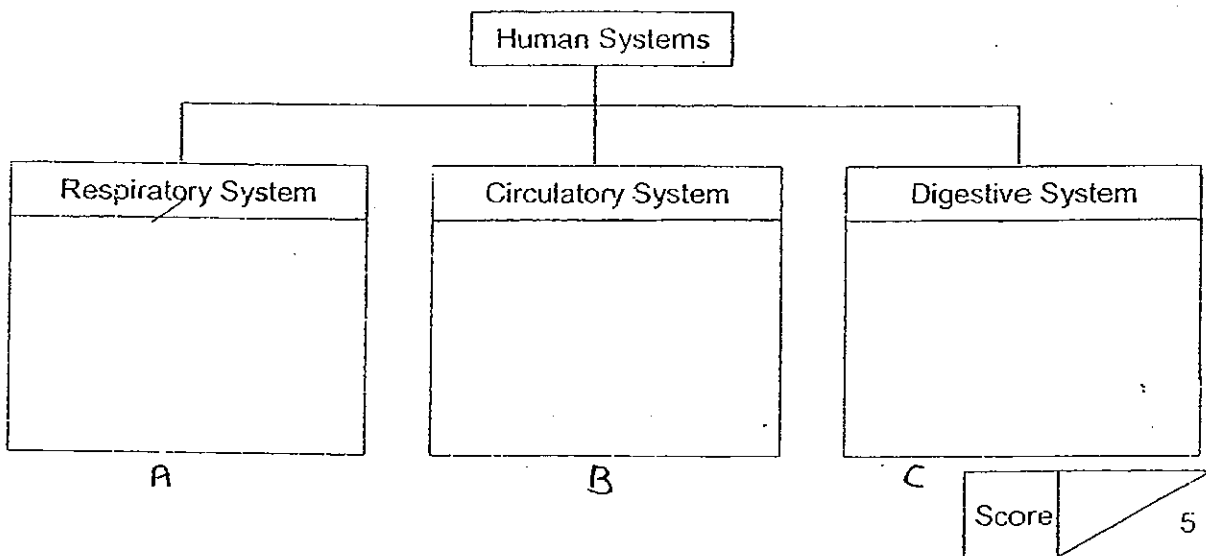 Human Systems
Respiratory System
Circulatory System
Digestive System
A
B
C
Score
5